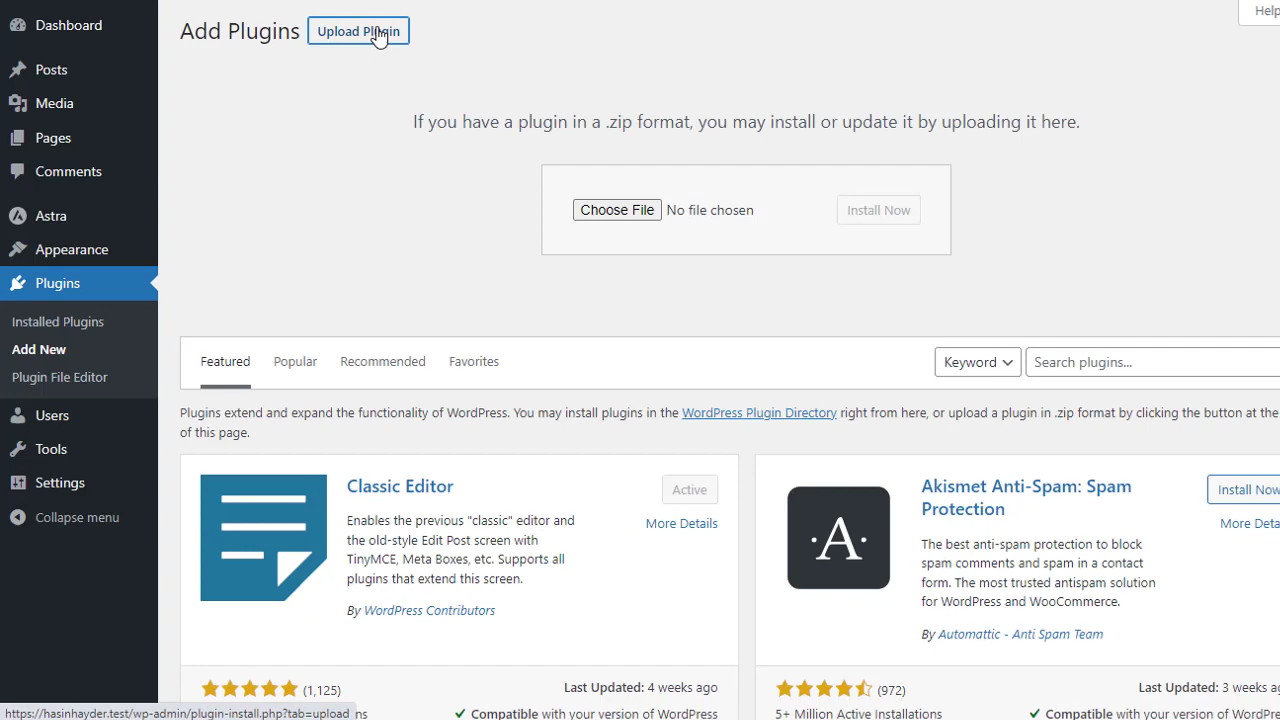 Dashboard
Posts
Media
Pages
Comments
Astra
Appearance
Plugins
Installed Plugins
Add New
Plugin File Editor
Users
Tools
Settings
Collapse menu
Help
Add Plugins Upload Plugin
If you have a plugin in a .zip format, you may install or update it by uploading it here.
Choose File No file chosen Install Now
Featured Popular Recommended Favorites Keyword Search plugins...
Plugins extend and expand the functionality of WordPress. You may install plugins in the WordPress Plugin Directory right from here, or upload a plugin in .zip format by clicking the button at the
of this page.
Classic Editor
Active
More Details
Enables the previous "classic" editor and
the old-style Edit Post screen with
TinyMCE, Meta Boxes, etc. Supports all
plugins that extend this screen.
By WordPress Contributors
(1,125)
Last Updated: 4 weeks ago
Compatible with your version of WordPress
A
Akismet Anti-Spam: Spam
Protection
Install Now
More Deta
The best anti-spam protection to block
spam comments and spam in a contact
form. The most trusted antispam solution
for WordPress and WooCommerce.
By Automattic - Anti Spam Team
(972)
Last Updated: 3 weeks ago
5+ Million Active Installations
Compatible with your version of WordPress
https://hasinhayder.test/wp-admin/plugin-install.php?tab=upload